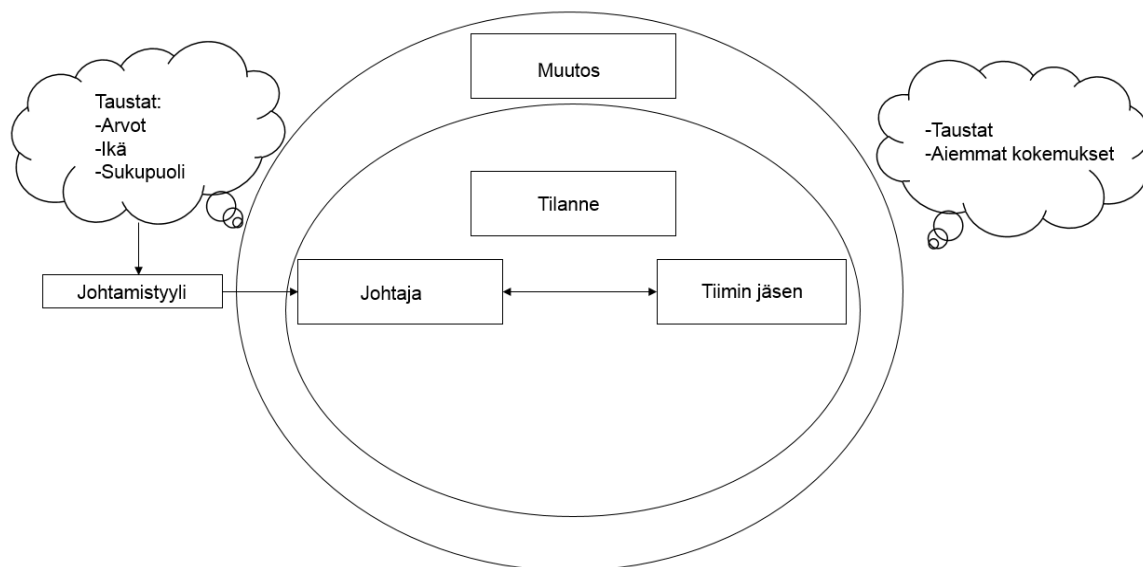 Muutos
Taustat:
-Arvot
-Ikä
-Sukupuoli
-Taustat
-Aiemmat kokemukset
Tilanne
Johtamistyyli
Johtaja
Tiimin jäsen